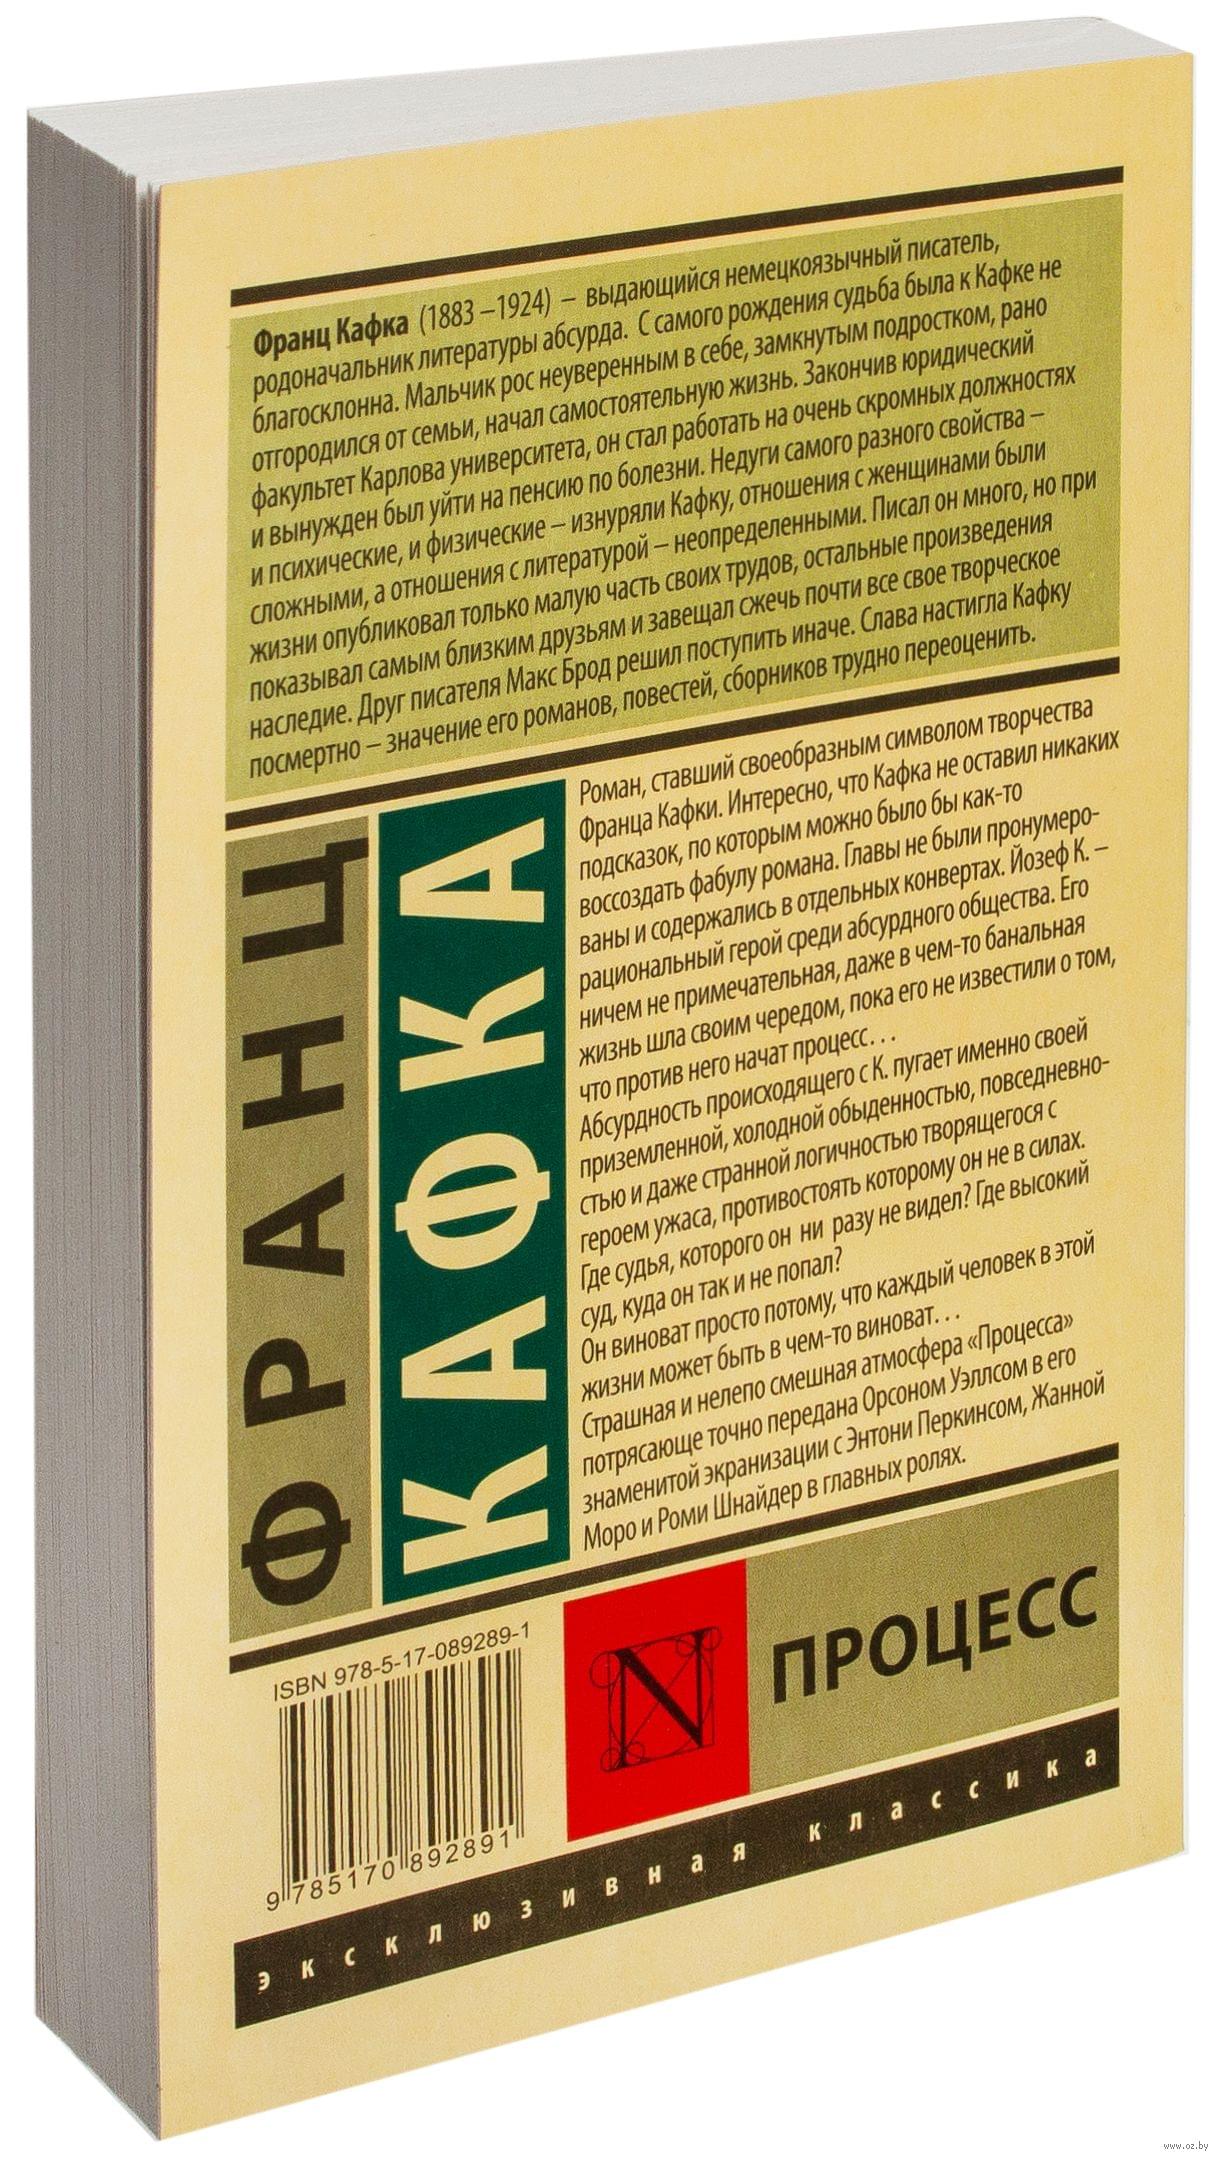 Франц Кафка (1883 – 1924) – выдающийся немецкоязычный писатель,
родоначальник литературы абсурда. С самого рождения судьба была к Кафке не
благосклонна. Мальчик рос неуверенным в себе, замкнутым подростком, рано
отгородился от семьи, начал самостоятельную жизнь. Закончив юридический
факультет Карлова университета, он стал работать на очень скромных должностях
и вынужден был уйти на пенсию по болезни. Недуги самого разного свойства –
и психические, и физические – изнуряли Кафку, отношения с женщинами были
сложными, а отношения с литературой – неопределенными. Писал он много, но при
жизни опубликовал только малую часть своих трудов, остальные произведения
показывал самым близким друзьям и завещал сжечь почти все свое творческое
наследие. Друг писателя Макс Брод решил поступить иначе. Слава настигла Кафку
посмертно – значение его романов, повестей, сборников трудно переоценить.
ФРАНЦ
КАФКА
Роман, ставший своеобразным символом творчества
Франца Кафки. Интересно, что Кафка не оставил никаких
подсказок, по которым можно было бы как-то
воссоздать фабулу романа. Главы не были пронумеро-
ваны и содержались в отдельных конвертах. Йозеф К. –
рациональный герой среди абсурдного общества. Его
ничем не примечательная, даже в чем-то банальная
жизнь шла своим чередом, пока его не известили о том,
что против него начат процесс...
Абсурдность происходящего с К. пугает именно своей
приземленной, холодной обыденностью, повседневно-
стью и даже странной логичностью творящегося с
героем ужаса, противостоять которому он не в силах.
Где судья, которого он ни разу не видел? Где высокий
суд, куда он так и не попал?
Он виноват просто потому, что каждый человек в этой
жизни может быть в чем-то виноват...
Страшная и нелепо смешная атмосфера «Процесса»
потрясающе точно передана Орсоном Уэллсом в его
знаменитой экранизации с Энтони Перкинсом, Жанной
Моро и Роми Шнайдер в главных ролях.
ISBN 978-5-17-089289-1
9 785170 892891
N
ПРОЦЕСС
эксклюзивная классика
www.oz.by